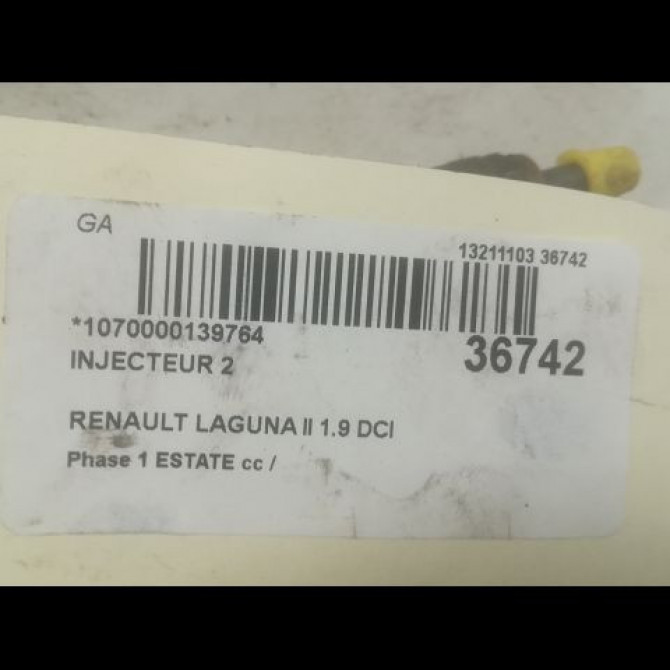 GA
13211103 36742
*1070000139764
36742
INJECTEUR 2
RENAULT LAGUNA II 1.9 DCI
Phase 1 ESTATE cc /